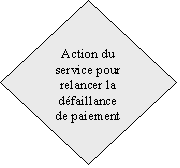 Action du
service pour
relancer la
défaillance
de paiement